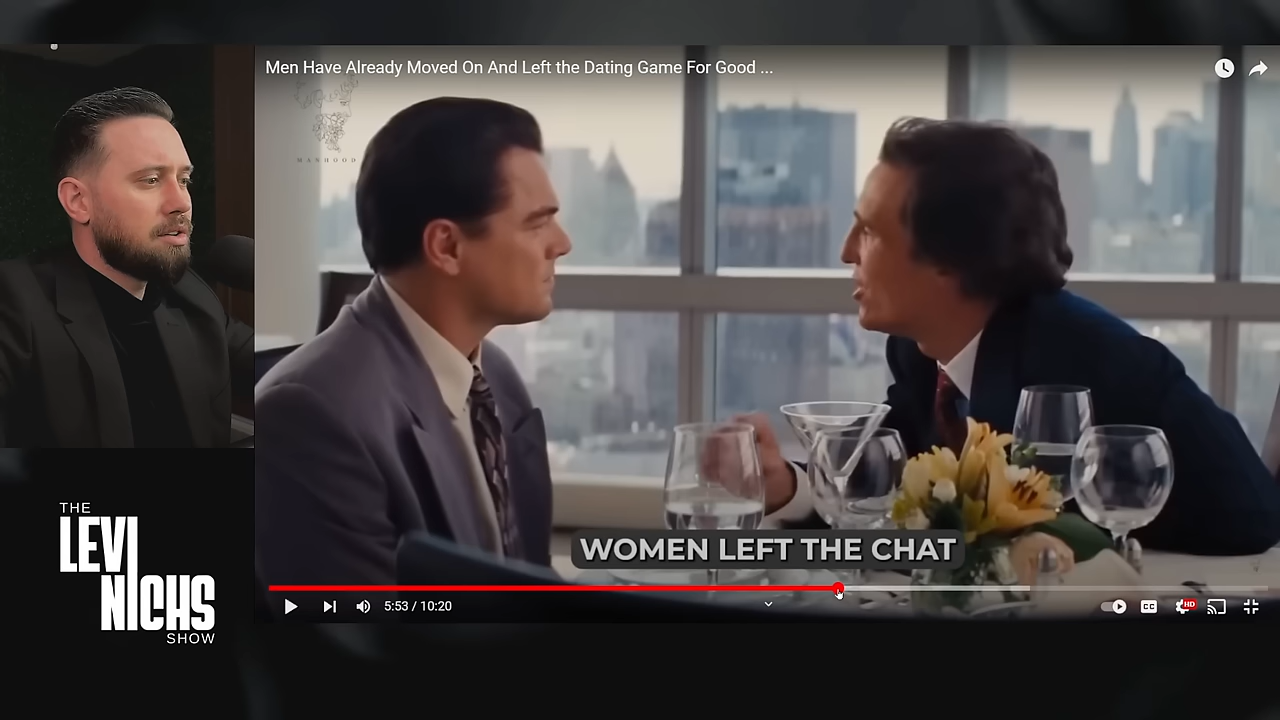 Men Have Already Moved On And Left the Dating Game For Good ...
MANHOOD
WOMEN LEFT THE CHAT
5:53 / 10:20
CC
HD
THE
LEVI
NICHS
SHOW